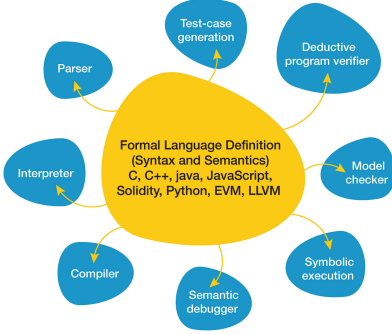 Test-case
generation
Deductive
program verifier
Parser
Formal Language Definition
(Syntax and Semantics)
C, C++, java, JavaScript,
Solidity, Python, EVM, LLVM
Interpreter
Model
checker
Compiler
Semantic
debugger
Symbolic
execution